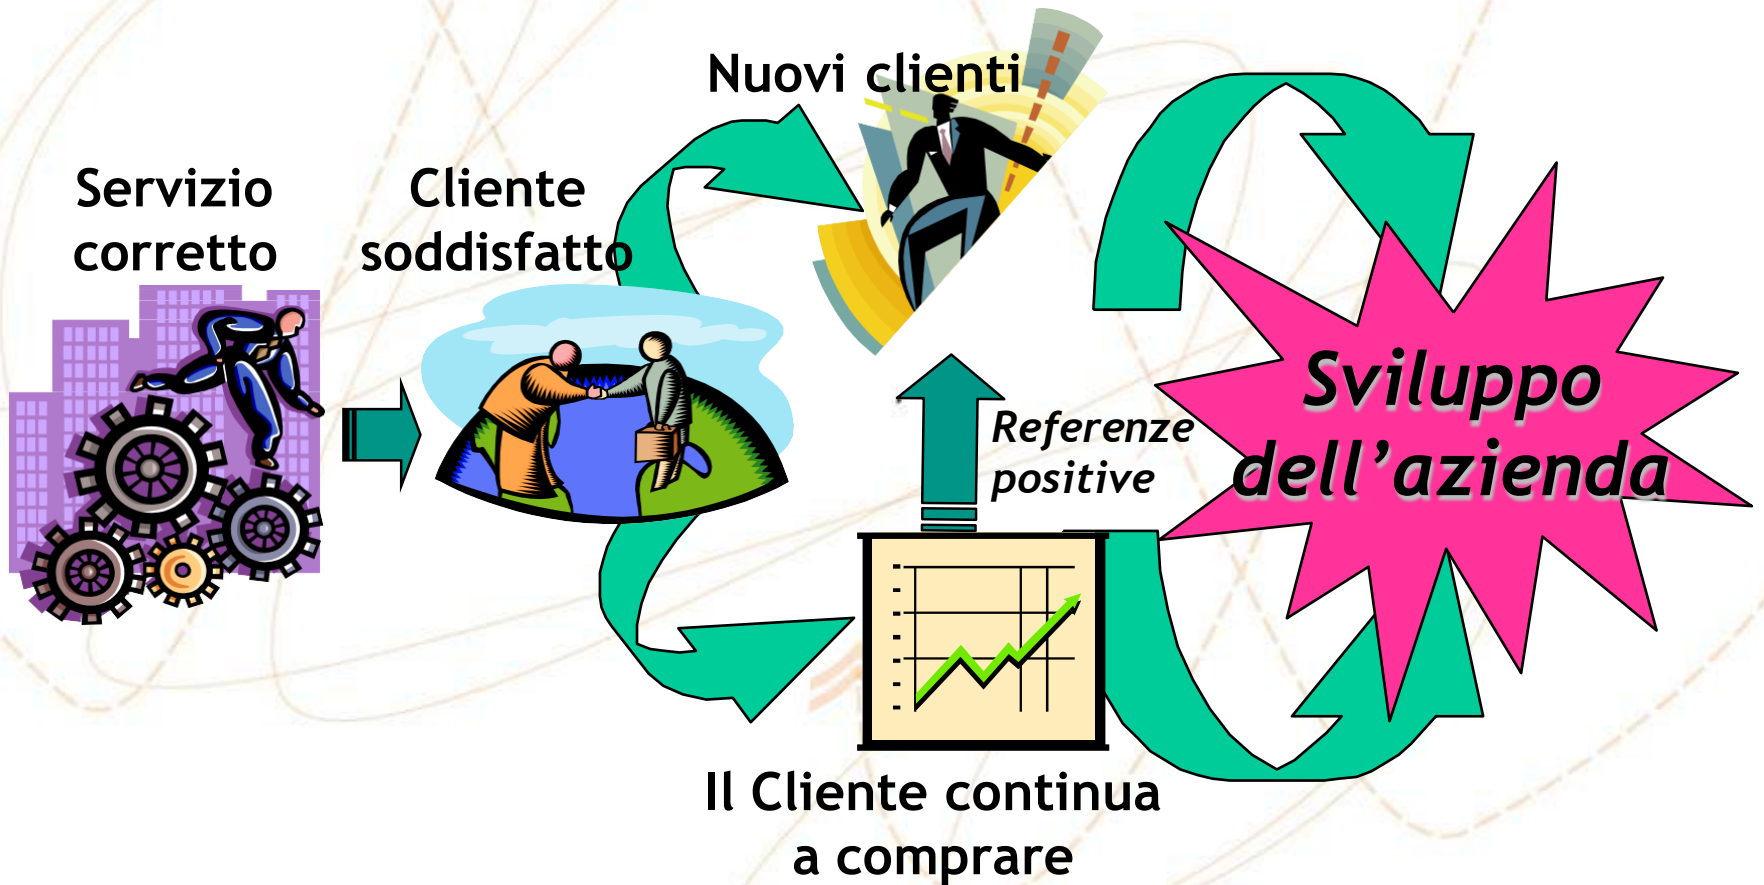 Nuovi clienti
Servizio
corretto
Cliente
soddisfatto
Referenze
positive
Sviluppo
dell’azienda
Il Cliente continua
a comprare